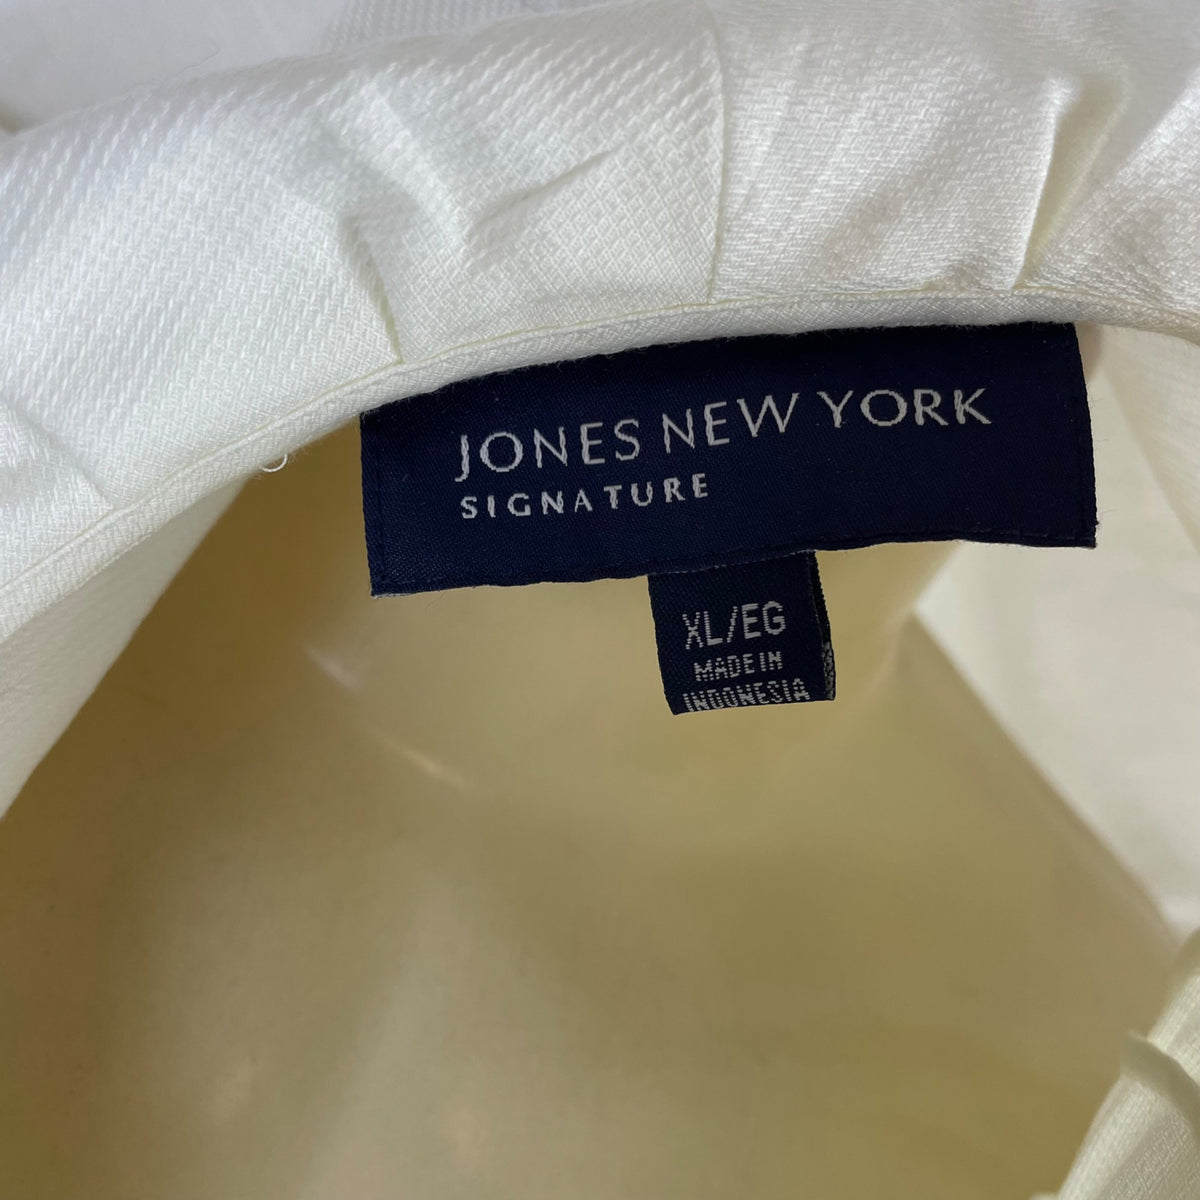 JONES NEW YORK
SIGNATURE
XL/EG
MADE IN
INDONESIA